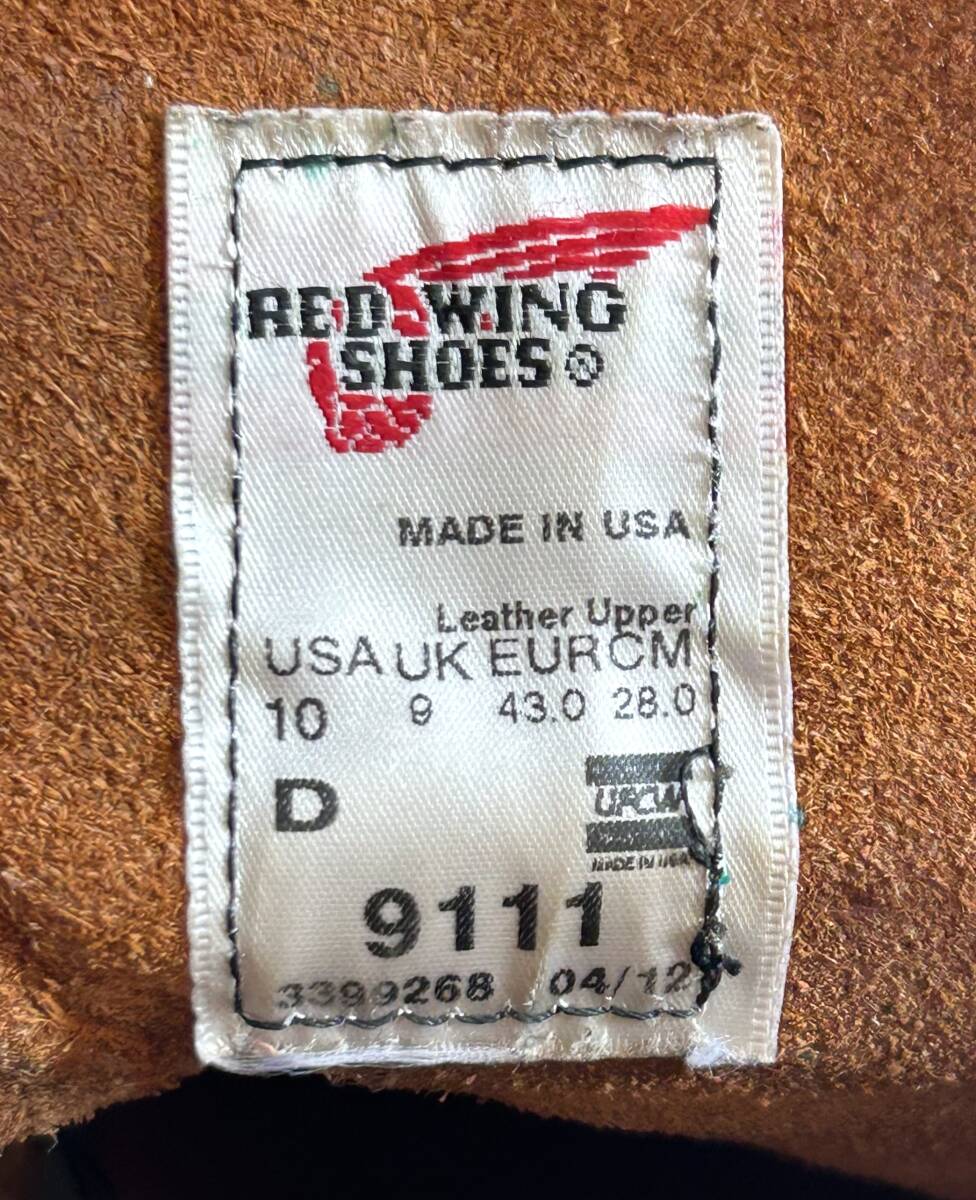 RED WING
SHOES ®
MADE IN USA
Leather Upper
USA UK EUR CM
10 9 43.0 28.0
D
UFCW
MADE IN USA
9111
3399268 04/12